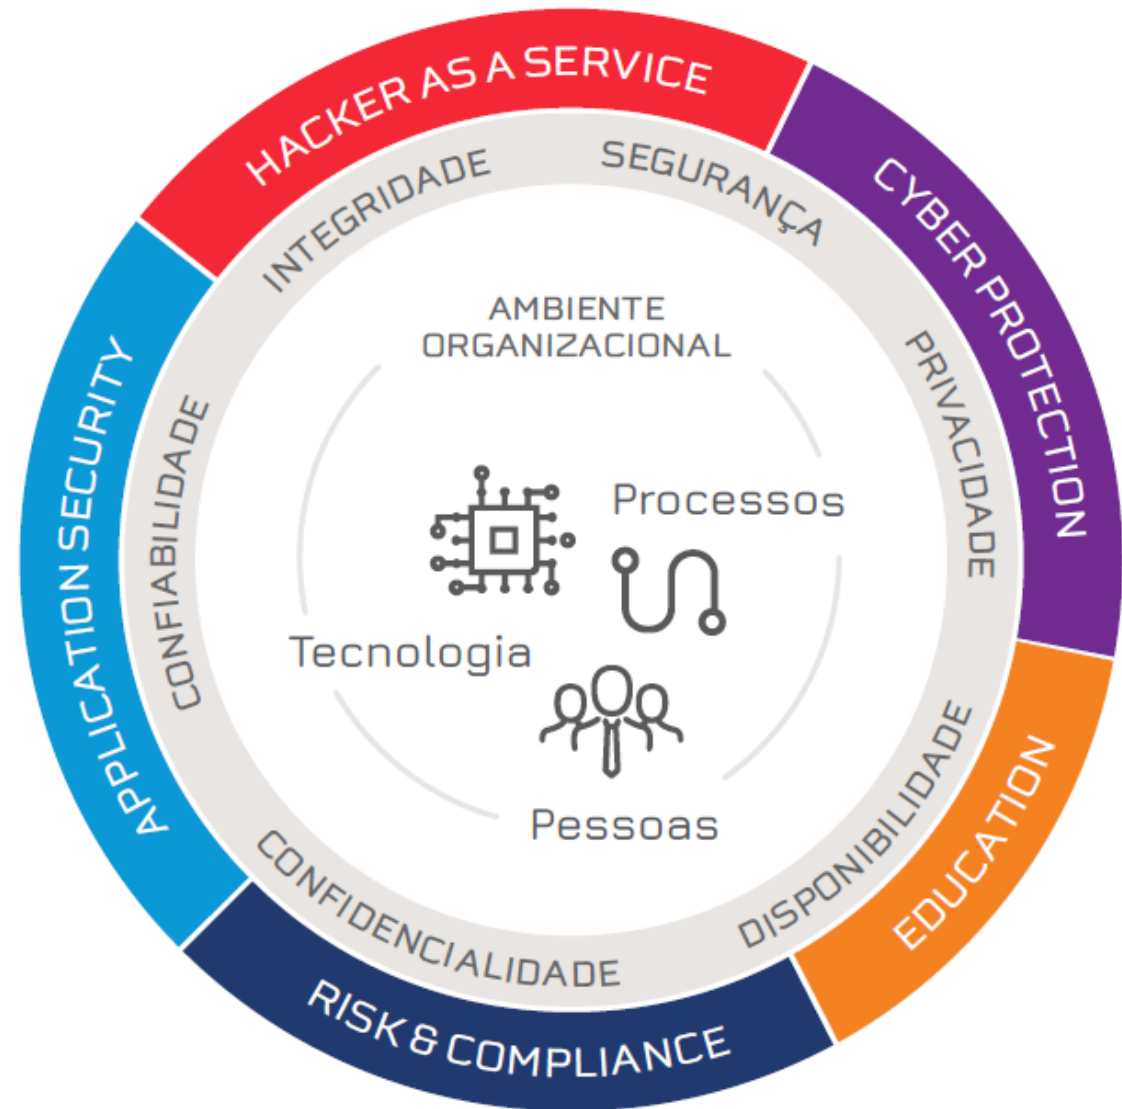 HACKER AS A SERVICE
CYBER PROTECTION
EDUCATION
RISK & COMPLIANCE
APPLICATION SECURITY
INTEGRIDADE
SEGURANÇA
PRIVACIDADE
DISPONIBILIDADE
CONFIDENCIALIDADE
CONFIABILIDADE
AMBIENTE
ORGANIZACIONAL
Processos
Tecnologia
Pessoas